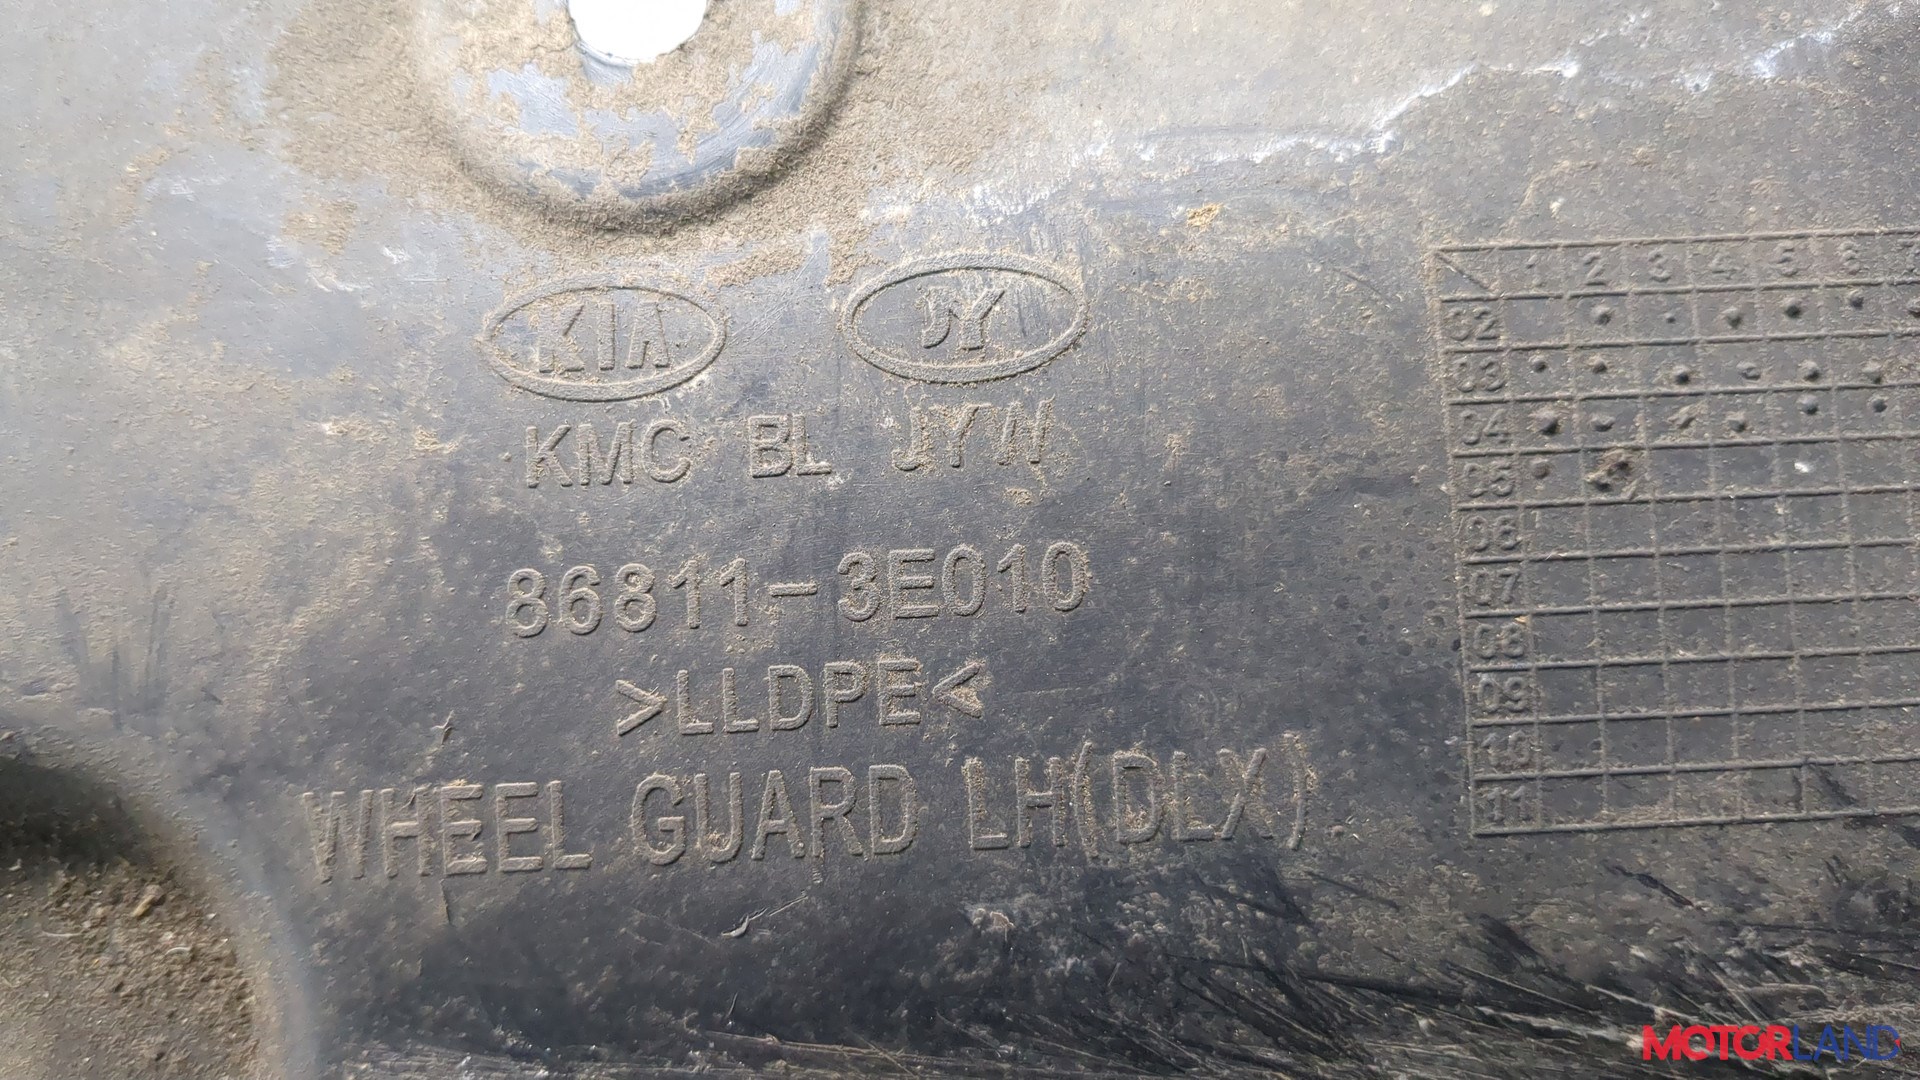 KIA JY
KMC BL JYW
86811-3E010
>LLDPE<
WHEEL GUARD LH(DLX)
1 2 3 4 5 6
02
03
04
05
06
07
08
09
10
11
MOTORLAND